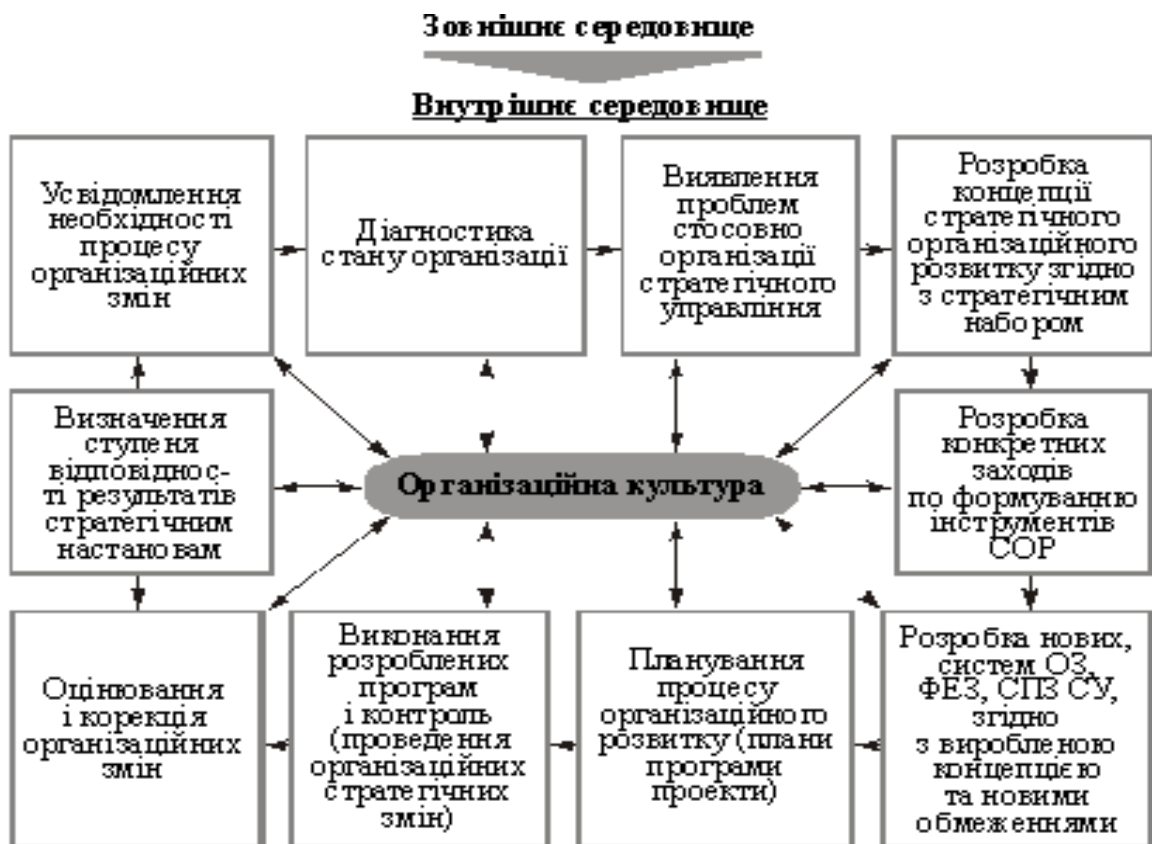 Зовнішнє середовище
Внутрішнє середовище
Усвідомлення
необхідності
процесу
організаційних
змін
Діагностика
стану організації
Виявлення
проблем
стосовно
організації
стратегічного
управління
Розробка
концепції
стратегічного
організаційного
розвитку згідно
з стратегічним
набором
Визначення
ступеня
відповіднос-
ті результатів
стратегічним
настановам
Організаційна культура
Розробка
конкретних
заходів
по формуванню
інструментів
СОР
Оцінювання
і корекція
організаційних
змін
Виконання
розроблених
програм
і контроль
(проведення
організаційних
стратегічних
змін)
Планування
процесу
організаційного
розвитку (плани
програми
проекти)
Розробка нових,
систем ОЗ,
ФЕЗ, СПЗ СУ,
згідно
з виробленою
концепцією
та новими
обмеженнями